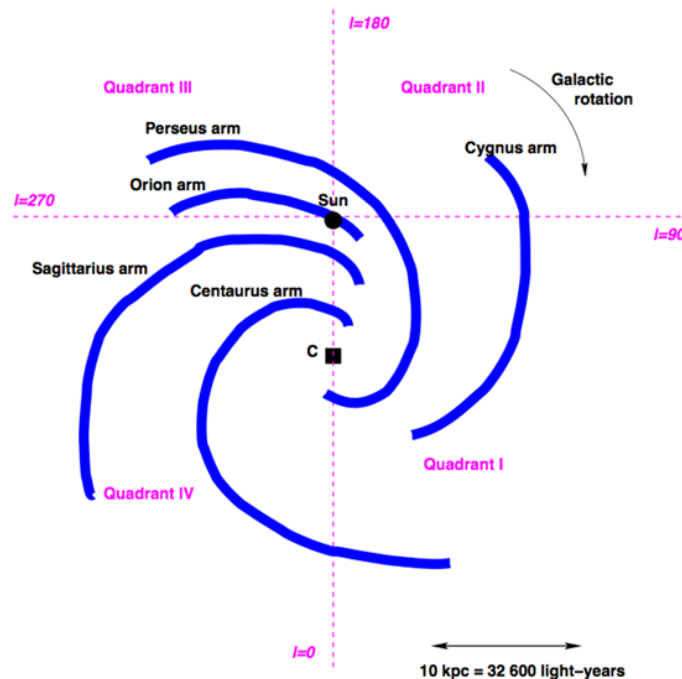 l=180
Quadrant III
Quadrant II
Galactic
rotation
Perseus arm
Cygnus arm
Orion arm
l=270
Sun
l=90
Sagittarius arm
Centaurus arm
C
Quadrant I
Quadrant IV
l=0
10 kpc = 32 600 light–years